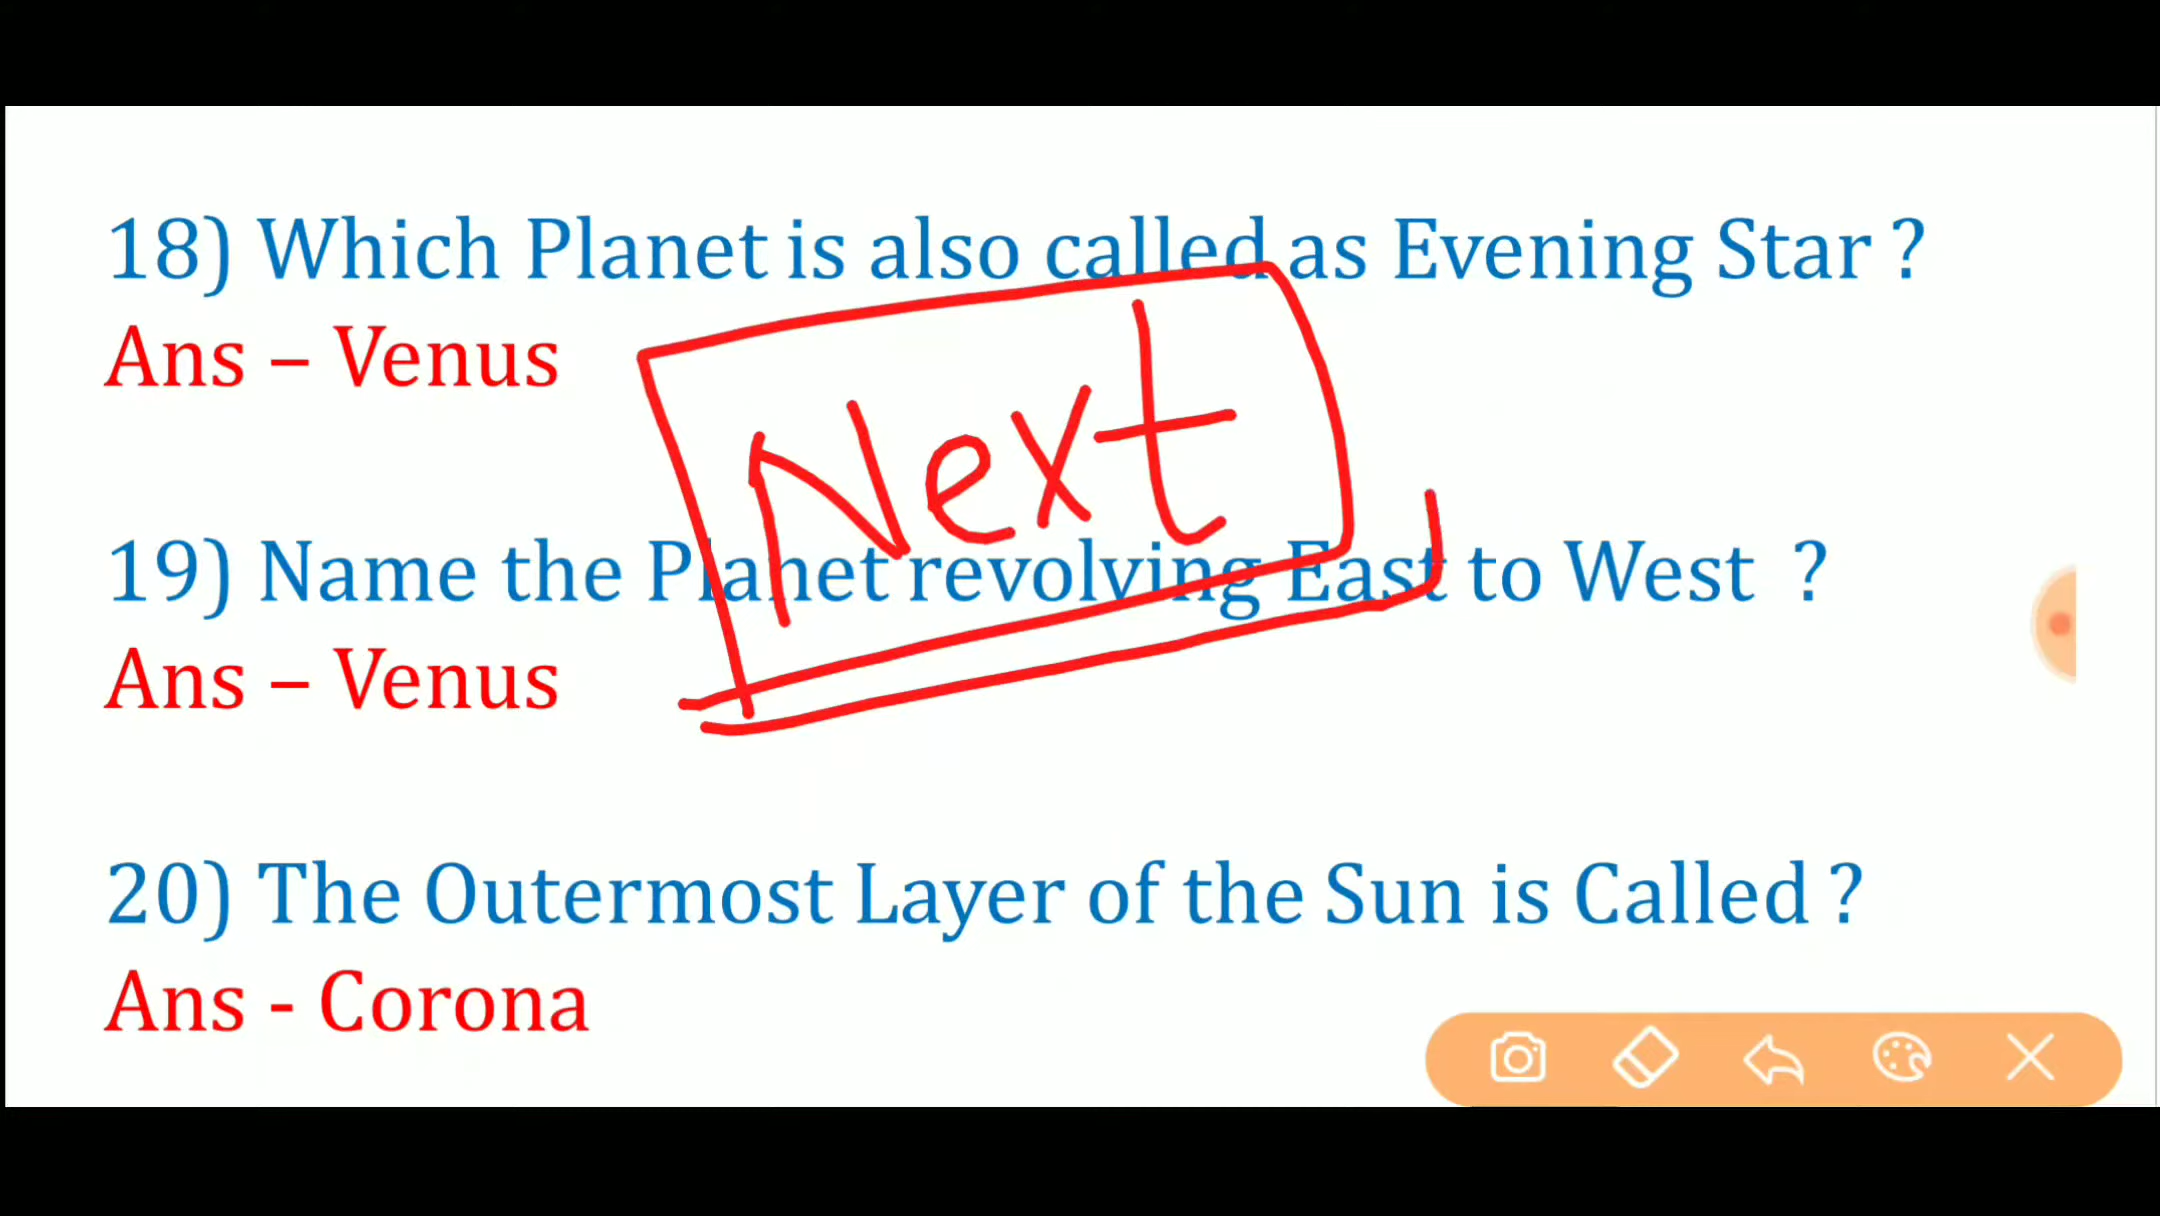 18) Which Planet is also called as Evening Star ?
Ans – Venus
Next
19) Name the Planet revolving East to West ?
Ans – Venus
20) The Outermost Layer of the Sun is Called ?
Ans - Corona